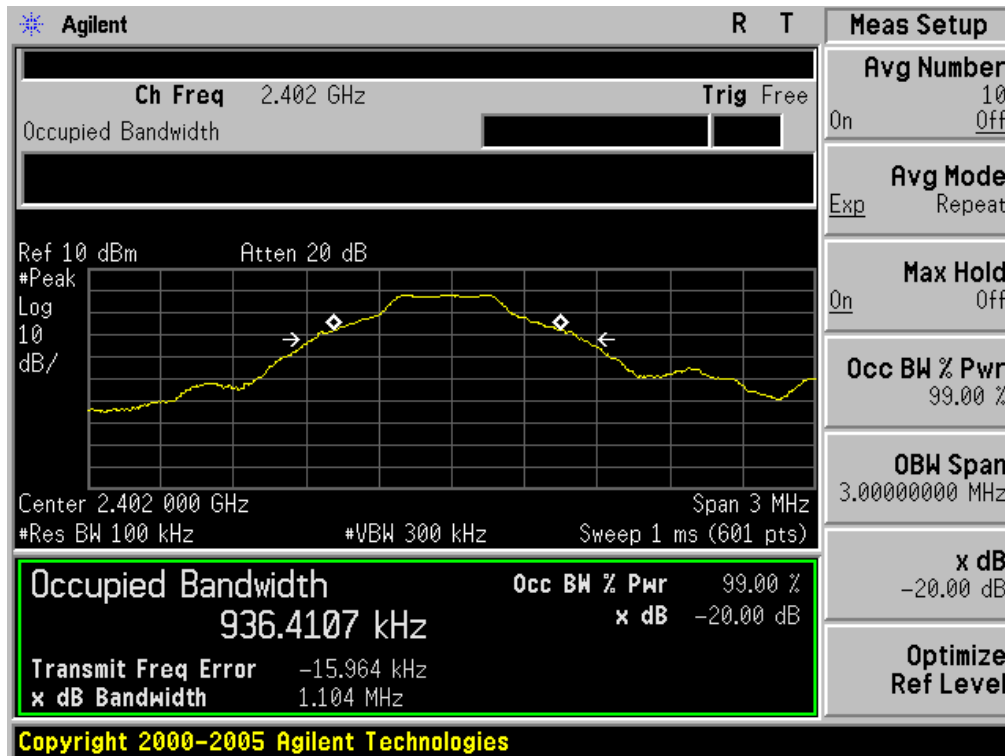 Agilent R T
Ch Freq 2.402 GHz Trig Free
Occupied Bandwidth
Ref 10 dBm Atten 20 dB
#Peak
Log
10
dB/
Center 2.402 000 GHz Span 3 MHz
#Res BW 100 kHz #VBW 300 kHz Sweep 1 ms (601 pts)
Occupied Bandwidth Occ BW % Pwr 99.00 %
936.4107 kHz x dB -20.00 dB
Transmit Freq Error -15.964 kHz
x dB Bandwidth 1.104 MHz
Copyright 2000-2005 Agilent Technologies
Meas Setup
Avg Number
10
On Off
Avg Mode
Exp Repeat
Max Hold
On Off
Occ BW % Pwr
99.00 %
OBW Span
3.00000000 MHz
x dB
-20.00 dB
Optimize
Ref Level